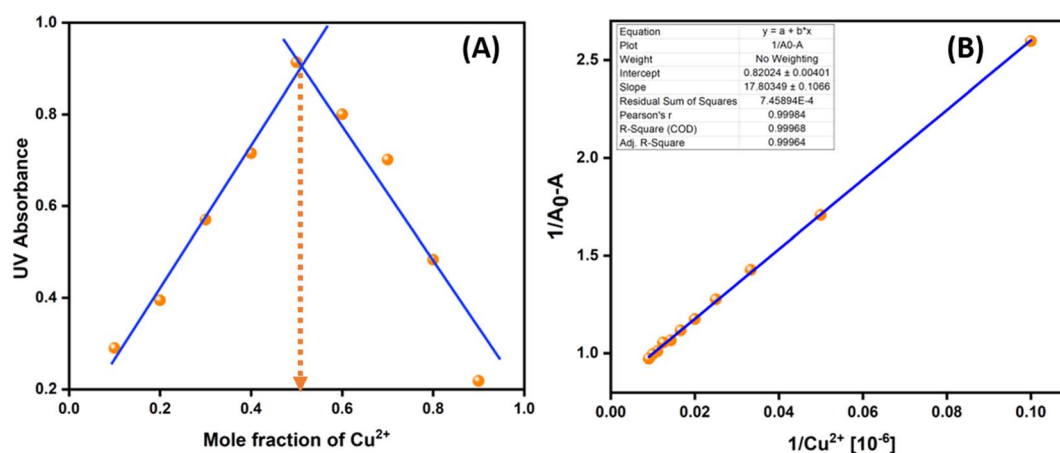 (A)
1.0
0.8
0.6
0.4
0.2
UV Absorbance
0.0 0.2 0.4 0.6 0.8 1.0
Mole fraction of Cu²⁺
(B)
Equation y = a + b*x
Plot 1/A0-A
Weight No Weighting
Intercept 0.82024 ± 0.00401
Slope 17.80349 ± 0.1066
Residual Sum of Squares 7.45894E-4
Pearson's r 0.99984
R-Square (COD) 0.99968
Adj. R-Square 0.99964
2.5
2.0
1.5
1.0
1/A₀-A
0.00 0.02 0.04 0.06 0.08 0.10
1/Cu²⁺ [10⁻⁶]